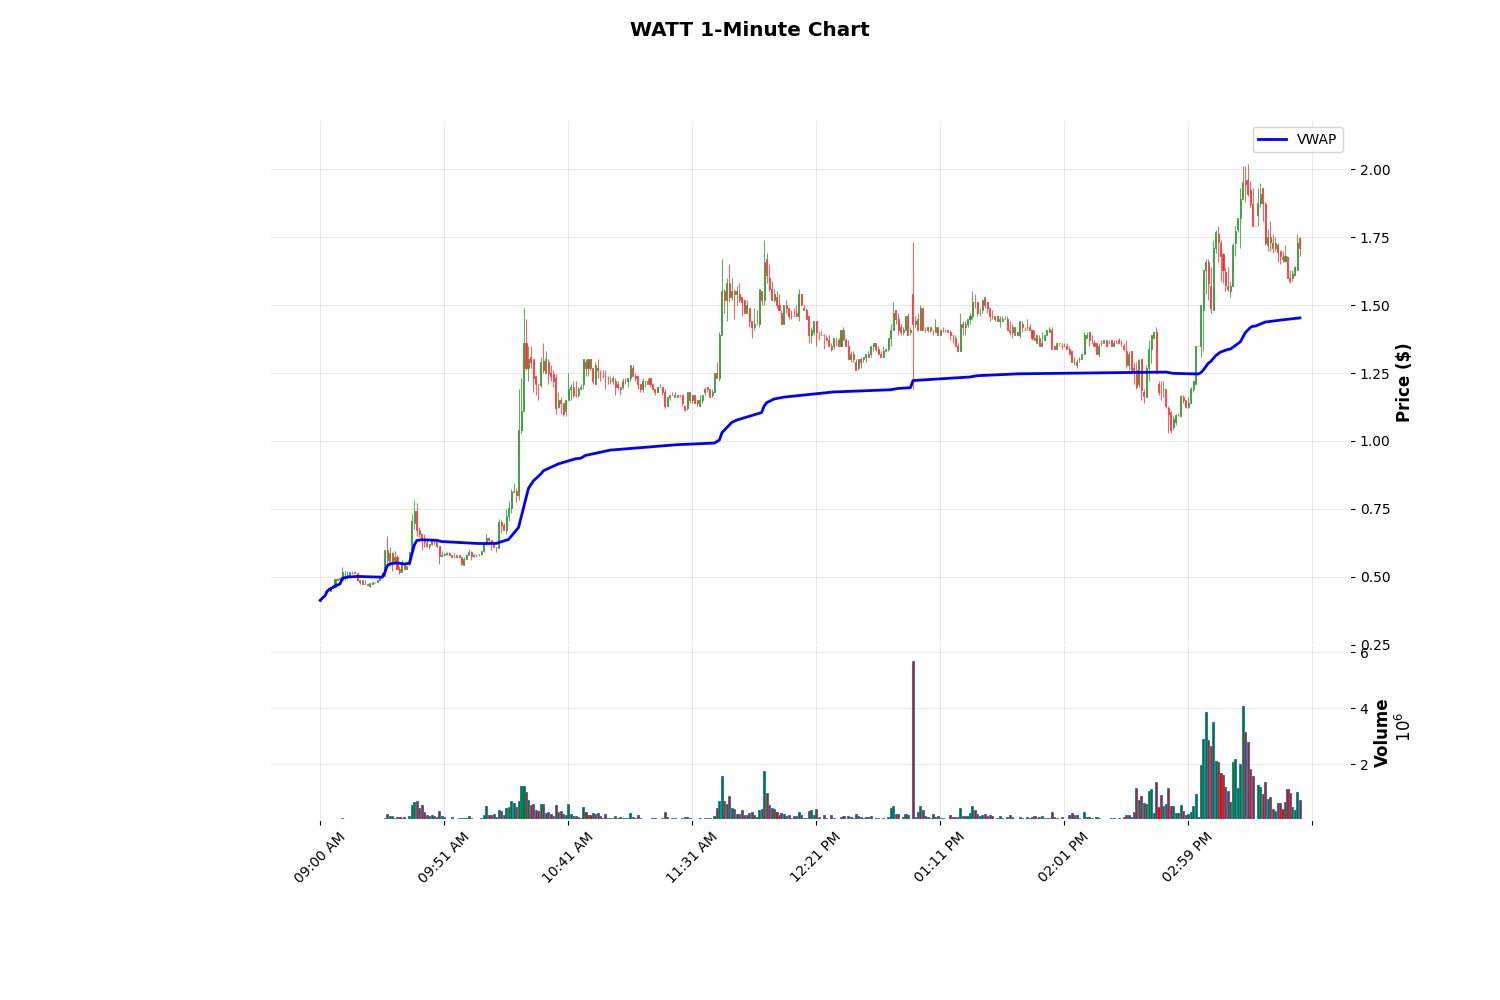 WATT 1-Minute Chart
VWAP
2.00
1.75
1.50
1.25
1.00
0.75
0.50
0.25
Price ($)
6
4
2
Volume
10^6
09:00 AM
09:51 AM
10:41 AM
11:31 AM
12:21 PM
01:11 PM
02:01 PM
02:59 PM